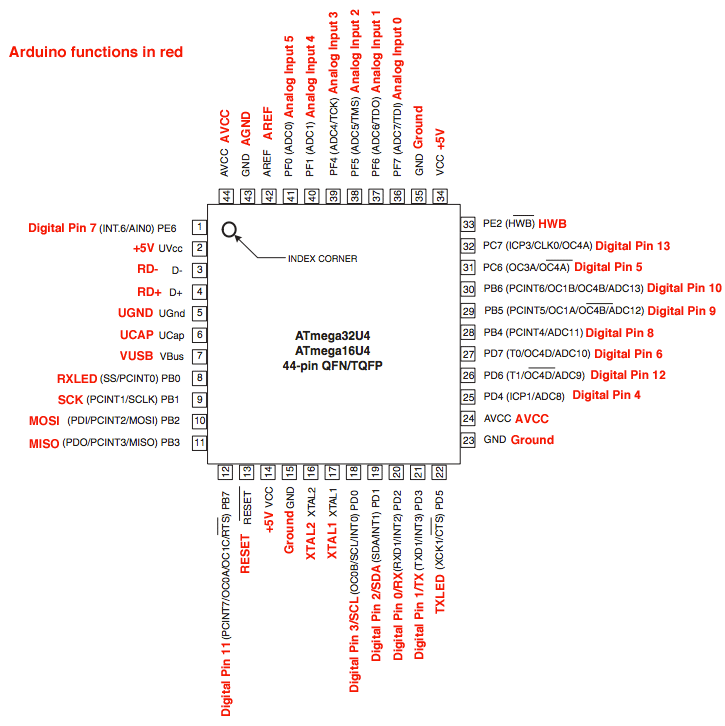 Arduino functions in red
AVCC AVCC
GND AGND
AREF AREF
PF0 (ADC0) Analog Input 5
PF1 (ADC1) Analog Input 4
PF4 (ADC4/TCK) Analog Input 3
PF5 (ADC5/TMS) Analog Input 2
PF6 (ADC6/TDO) Analog Input 1
PF7 (ADC7/TDI) Analog Input 0
GND Ground
VCC +5V
44 43 42 41 40 39 38 37 36 35 34
Digital Pin 7 (INT.6/AIN0) PE6 1
+5V UVcc 2
RD- D- 3
RD+ D+ 4
UGND UGnd 5
UCAP UCap 6
VUSB VBus 7
RXLED (SS/PCINT0) PB0 8
SCK (PCINT1/SCLK) PB1 9
MOSI (PDI/PCINT2/MOSI) PB2 10
MISO (PDO/PCINT3/MISO) PB3 11
INDEX CORNER
ATmega32U4
ATmega16U4
44-pin QFN/TQFP
33 PE2 (HWB) HWB
32 PC7 (ICP3/CLK0/OC4A) Digital Pin 13
31 PC6 (OC3A/OC4A) Digital Pin 5
30 PB6 (PCINT6/OC1B/OC4B/ADC13) Digital Pin 10
29 PB5 (PCINT5/OC1A/OC4B/ADC12) Digital Pin 9
28 PB4 (PCINT4/ADC11) Digital Pin 8
27 PD7 (T0/OC4D/ADC10) Digital Pin 6
26 PD6 (T1/OC4D/ADC9) Digital Pin 12
25 PD4 (ICP1/ADC8) Digital Pin 4
24 AVCC AVCC
23 GND Ground
12 13 14 15 16 17 18 19 20 21 22
Digital Pin 11 (PCINT7/OC0A/OC1C/RTS) PB7
RESET RESET
+5V VCC
Ground GND
XTAL2 XTAL2
XTAL1 XTAL1
Digital Pin 3/SCL (OC0B/SCL/INT0) PD0
Digital Pin 2/SDA (SDA/INT1) PD1
Digital Pin 0/RX (RXD1/INT2) PD2
Digital Pin 1/TX (TXD1/INT3) PD3
TXLED (XCK1/CTS) PD5